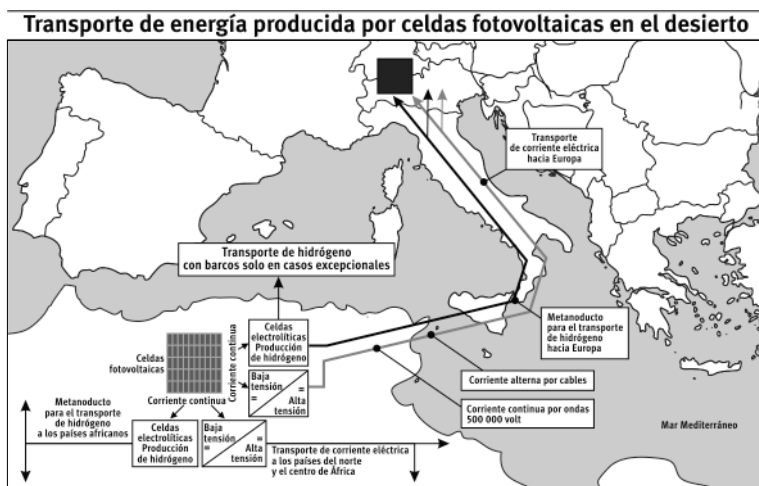 Transporte de energía producida por celdas fotovoltaicas en el desierto
Transporte
de corriente eléctrica
hacia Europa
Transporte de hidrógeno
con barcos solo en casos excepcionales
Celdas
fotovoltaicas
Corriente continua
Corriente continua
Celdas
electrolíticas
Producción
de hidrógeno
Baja
tensión
=
=
Alta
tensión
Metanoducto
para el transporte
de hidrógeno
hacia Europa
Corriente alterna por cables
Corriente continua por ondas
500 000 volt
Mar Mediterráneo
Metanoducto
para el transporte
de hidrógeno
a los países africanos
Corriente continua
Celdas
electrolíticas
Producción
de hidrógeno
Baja
tensión
=
=
Alta
tensión
Transporte de corriente eléctrica
a los países del norte
y el centro de África